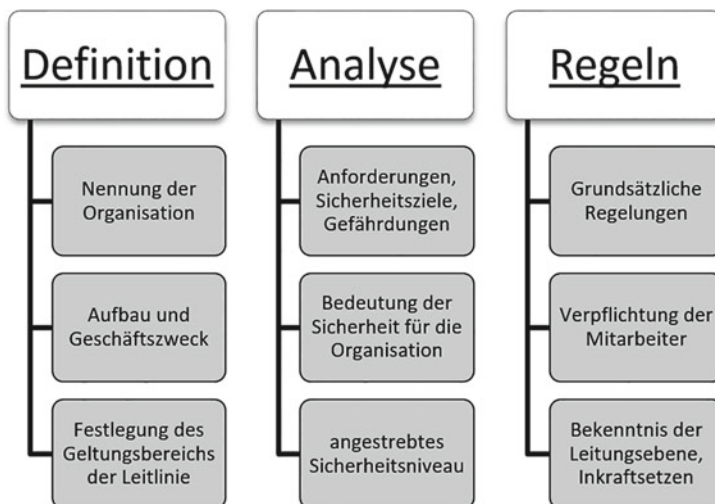 Definition
Nennung der
Organisation
Aufbau und
Geschäftszweck
Festlegung des
Geltungsbereichs
der Leitlinie
Analyse
Anforderungen,
Sicherheitsziele,
Gefährdungen
Bedeutung der
Sicherheit für die
Organisation
angestrebtes
Sicherheitsniveau
Regeln
Grundsätzliche
Regelungen
Verpflichtung der
Mitarbeiter
Bekenntnis der
Leitungsebene,
Inkraftsetzen